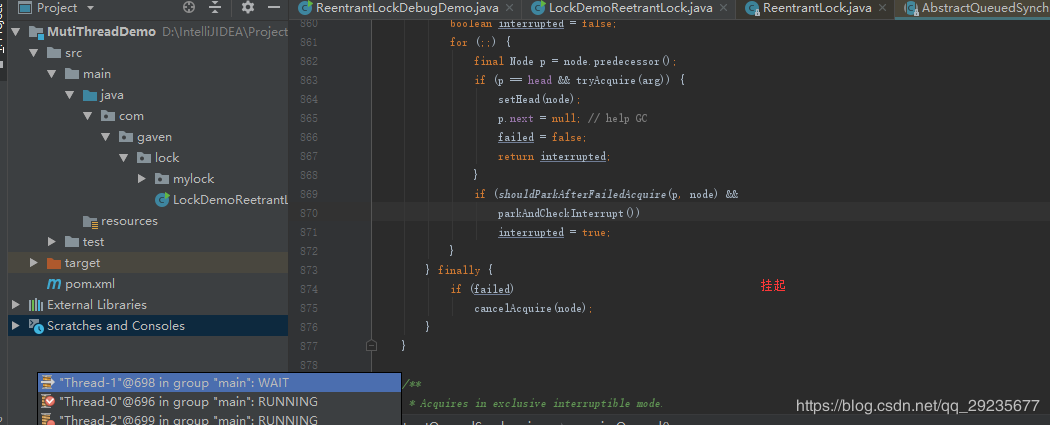 Project
ReentrantLockDebugDemo.java
LockDemoReetrantLock.java
ReentrantLock.java
AbstractQueuedSynch
MutiThreadDemo D:\IntelliJIDEA\Project
src
main
java
com
gaven
lock
mylock
LockDemoReetrantL
resources
test
target
pom.xml
External Libraries
Scratches and Consoles
860 boolean interrupted = false;
861 for (;;) {
862 final Node p = node.predecessor();
863 if (p == head && tryAcquire(arg)) {
864 setHead(node);
865 p.next = null; // help GC
866 failed = false;
867 return interrupted;
868 }
869 if (shouldParkAfterFailedAcquire(p, node) &&
870 parkAndCheckInterrupt())
871 interrupted = true;
872 }
873 } finally {
874 if (failed)
875 cancelAcquire(node);
876 }
877 }
878
/**
* Acquires in exclusive interruptible mode.
挂起
"Thread-1"@698 in group "main": WAIT
"Thread-0"@696 in group "main": RUNNING
"Thread-2"@699 in group "main": RUNNING
https://blog.csdn.net/qq_29235677